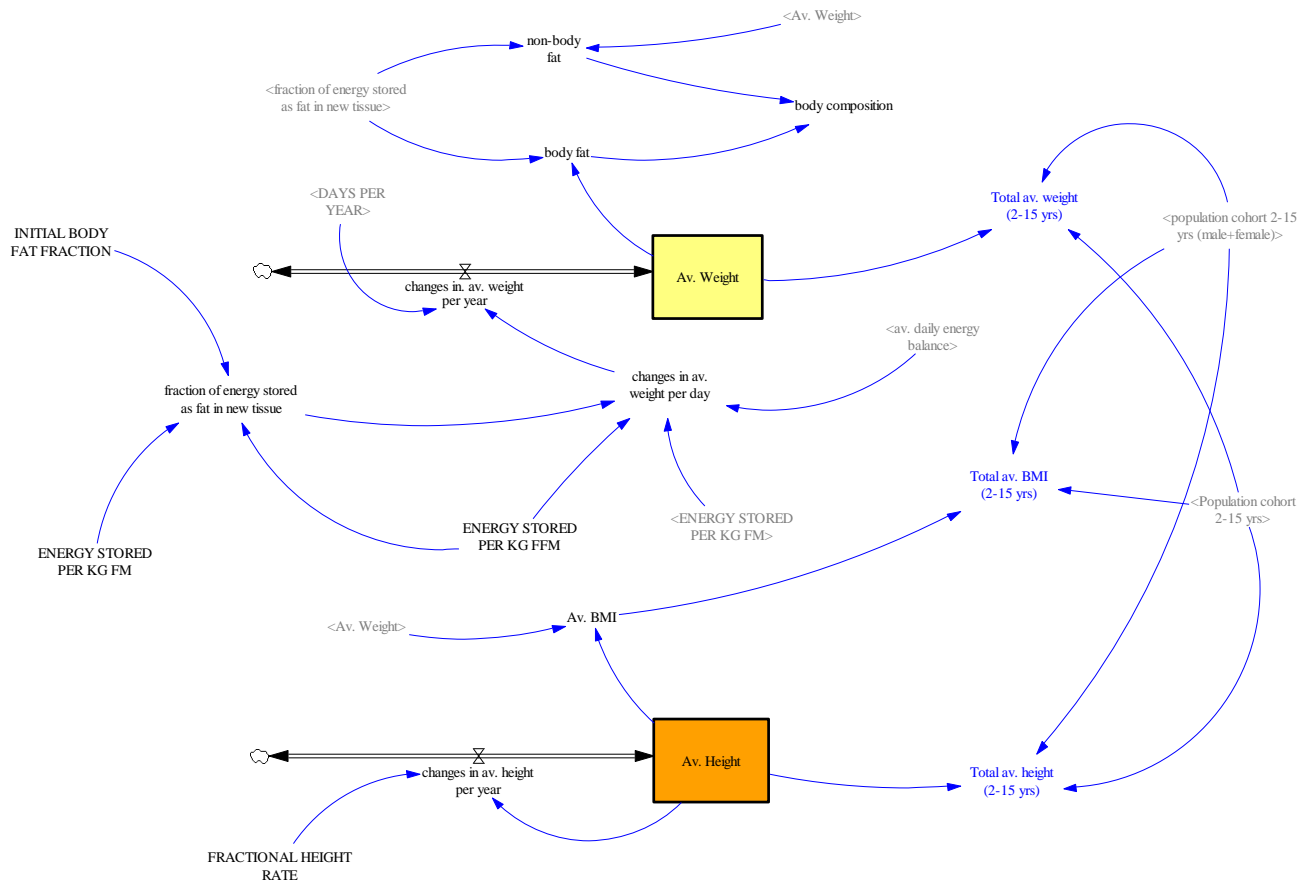 <Av. Weight>
non-body
fat
<fraction of energy stored
as fat in new tissue>
body composition
body fat
<DAYS PER
YEAR>
Total av. weight
(2-15 yrs)
<population cohort 2-15
yrs (male+female)>
INITIAL BODY
FAT FRACTION
Av. Weight
changes in. av. weight
per year
<av. daily energy
balance>
changes in av.
weight per day
fraction of energy stored
as fat in new tissue
Total av. BMI
(2-15 yrs)
<Population cohort
2-15 yrs>
<ENERGY STORED
PER KG FM>
ENERGY STORED
PER KG FFM
ENERGY STORED
PER KG FM
Av. BMI
<Av. Weight>
Av. Height
changes in av. height
per year
Total av. height
(2-15 yrs)
FRACTIONAL HEIGHT
RATE